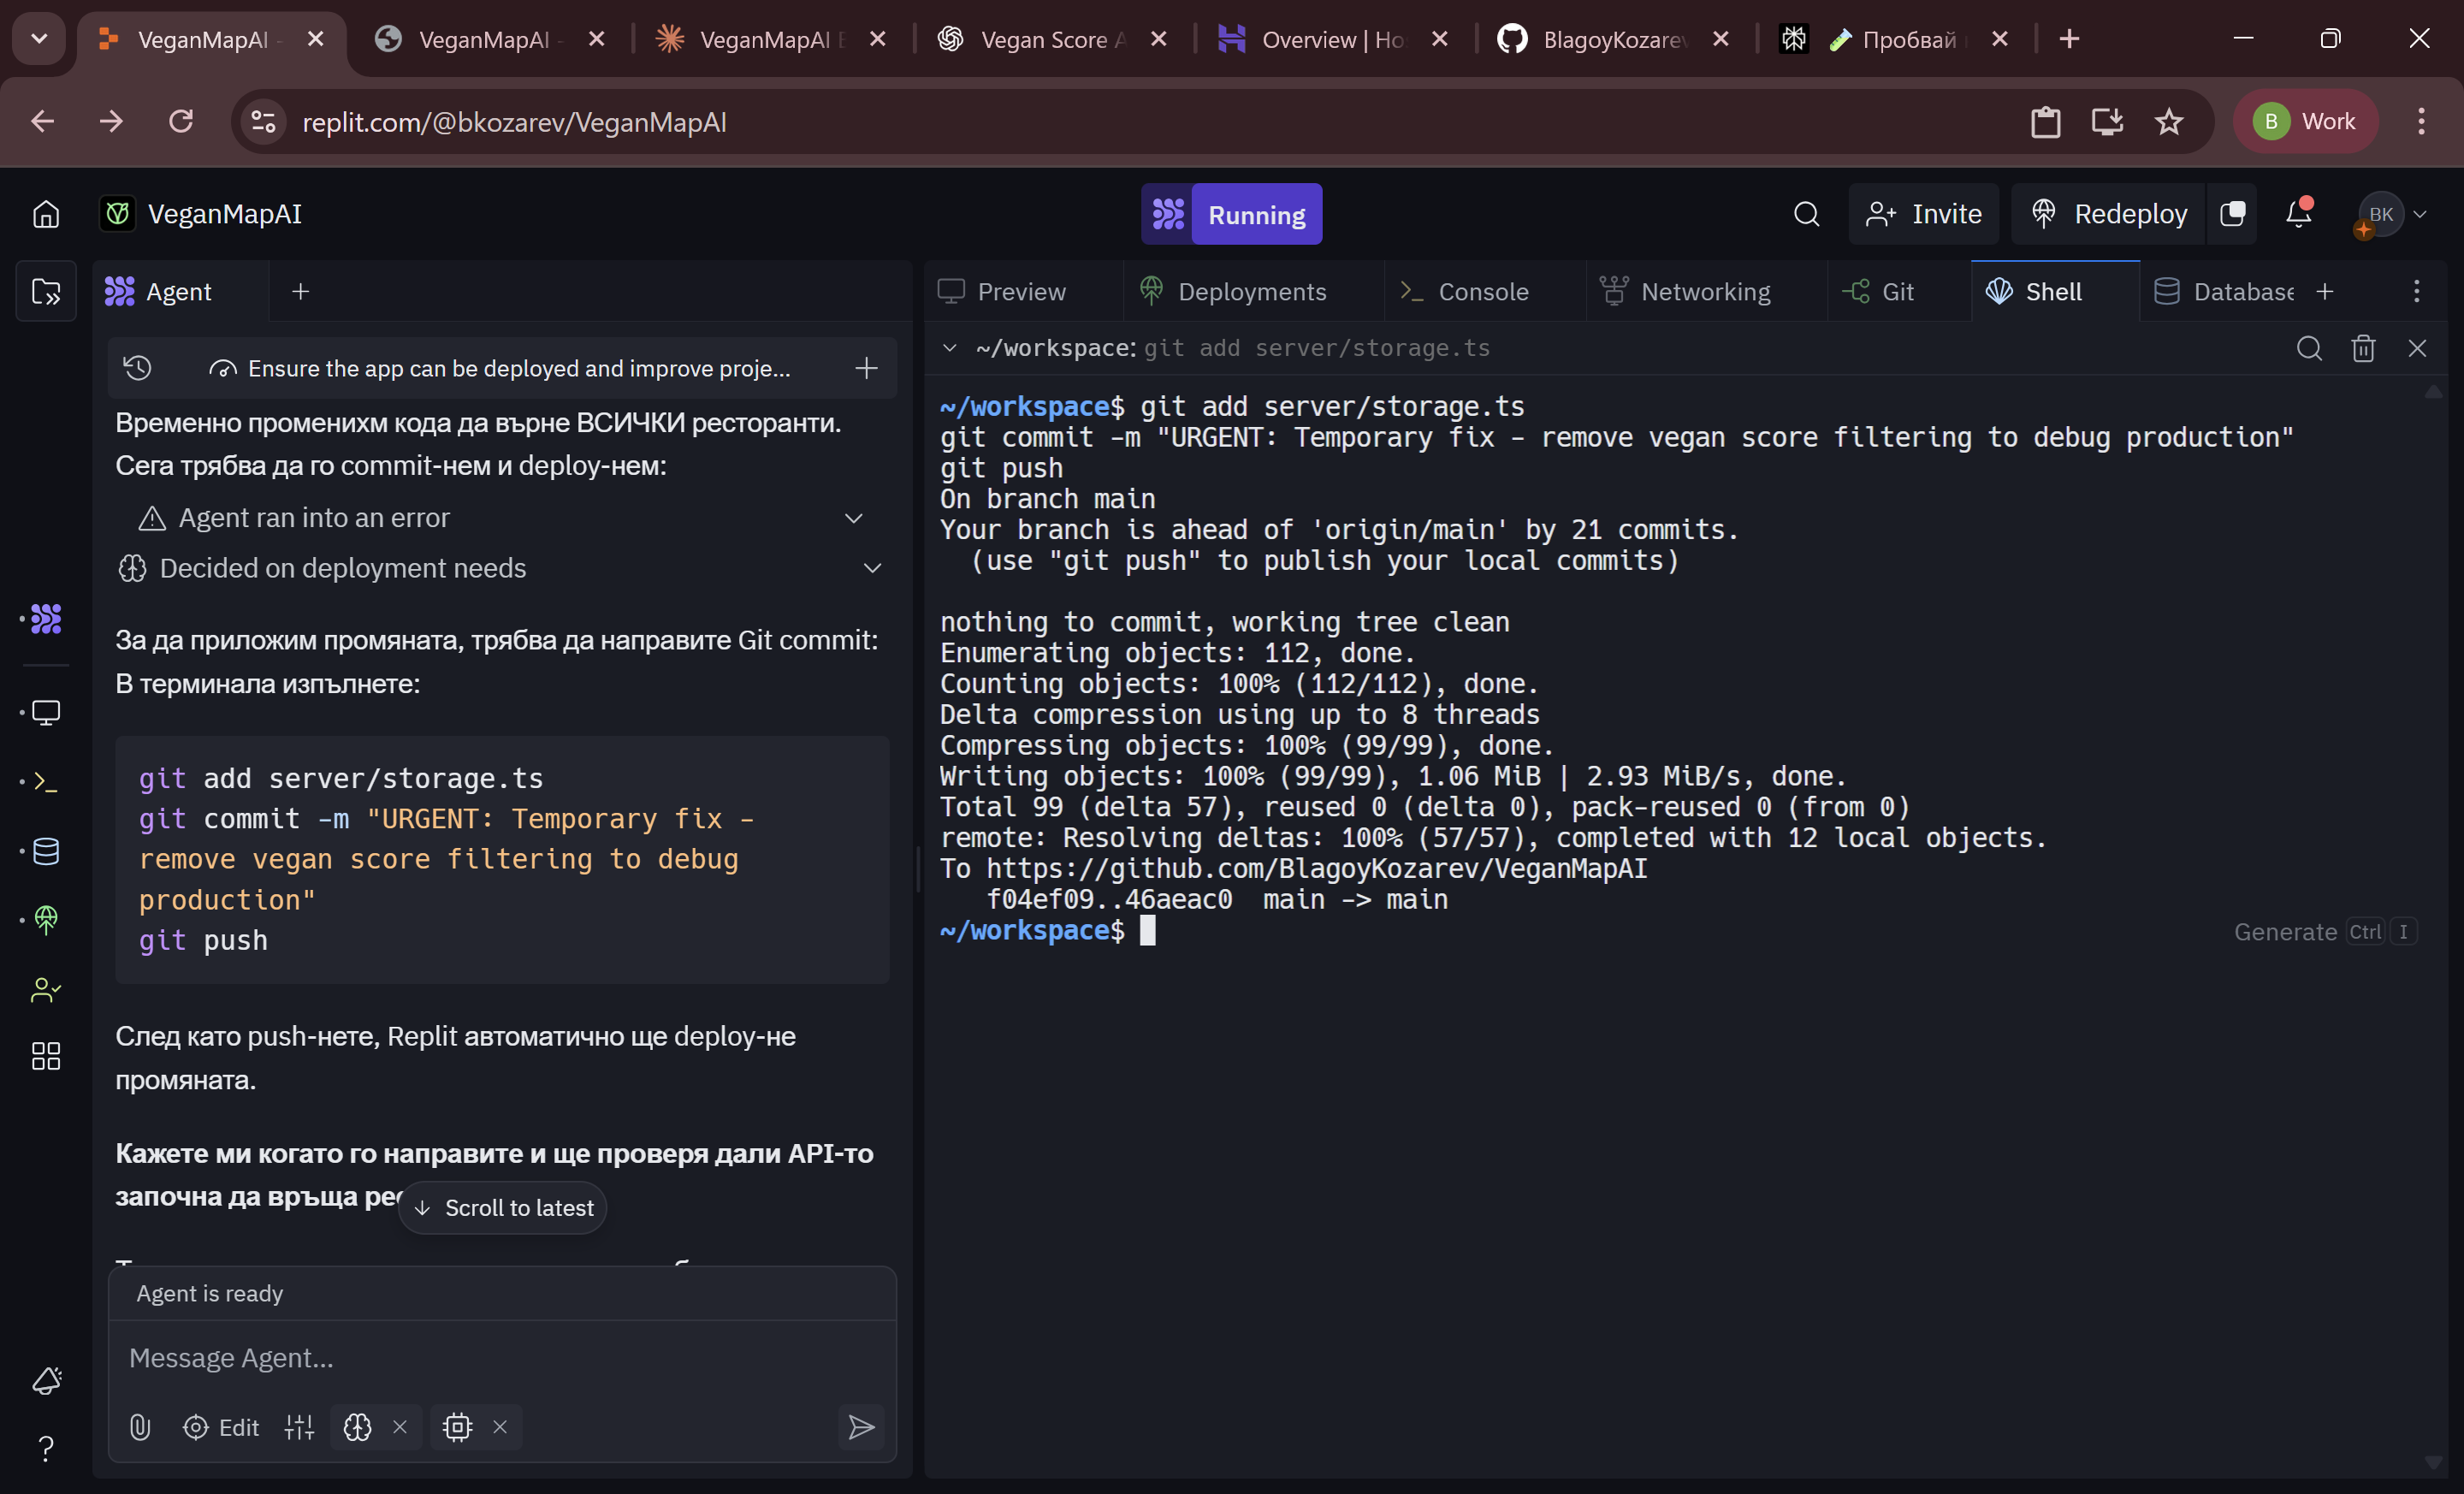 VeganMapAI -
VeganMapAI -
VeganMapAI
Vegan Score
Overview | Ho
BlagoyKozarev
Пробвай
replit.com/@bkozarev/VeganMapAI
B
Work
VeganMapAI
Running
Invite
Redeploy
BK
Agent
Preview
Deployments
Console
Networking
Git
Shell
Database
Ensure the app can be deployed and improve proje...
~/workspace: git add server/storage.ts
Временно променихм кода да върне ВСИЧКИ ресторанти.
Сега трябва да го commit-нем и deploy-нем:
Agent ran into an error
Decided on deployment needs
За да приложим промяната, трябва да направите Git commit:
В терминала изпълнете:
git add server/storage.ts
git commit -m "URGENT: Temporary fix -
remove vegan score filtering to debug
production"
git push
След като push-нете, Replit автоматично ще deploy-не
промяната.
Кажете ми когато го направите и ще проверя дали API-то
започна да връща
Scroll to latest
Agent is ready
Message Agent...
Edit
~/workspace$ git add server/storage.ts
git commit -m "URGENT: Temporary fix - remove vegan score filtering to debug production"
git push
On branch main
Your branch is ahead of 'origin/main' by 21 commits.
(use "git push" to publish your local commits)
nothing to commit, working tree clean
Enumerating objects: 112, done.
Counting objects: 100% (112/112), done.
Delta compression using up to 8 threads
Compressing objects: 100% (99/99), done.
Writing objects: 100% (99/99), 1.06 MiB | 2.93 MiB/s, done.
Total 99 (delta 57), reused 0 (delta 0), pack-reused 0 (from 0)
remote: Resolving deltas: 100% (57/57), completed with 12 local objects.
To https://github.com/BlagoyKozarev/VeganMapAI
f04ef09..46aeac0 main -> main
~/workspace$
Generate Ctrl I